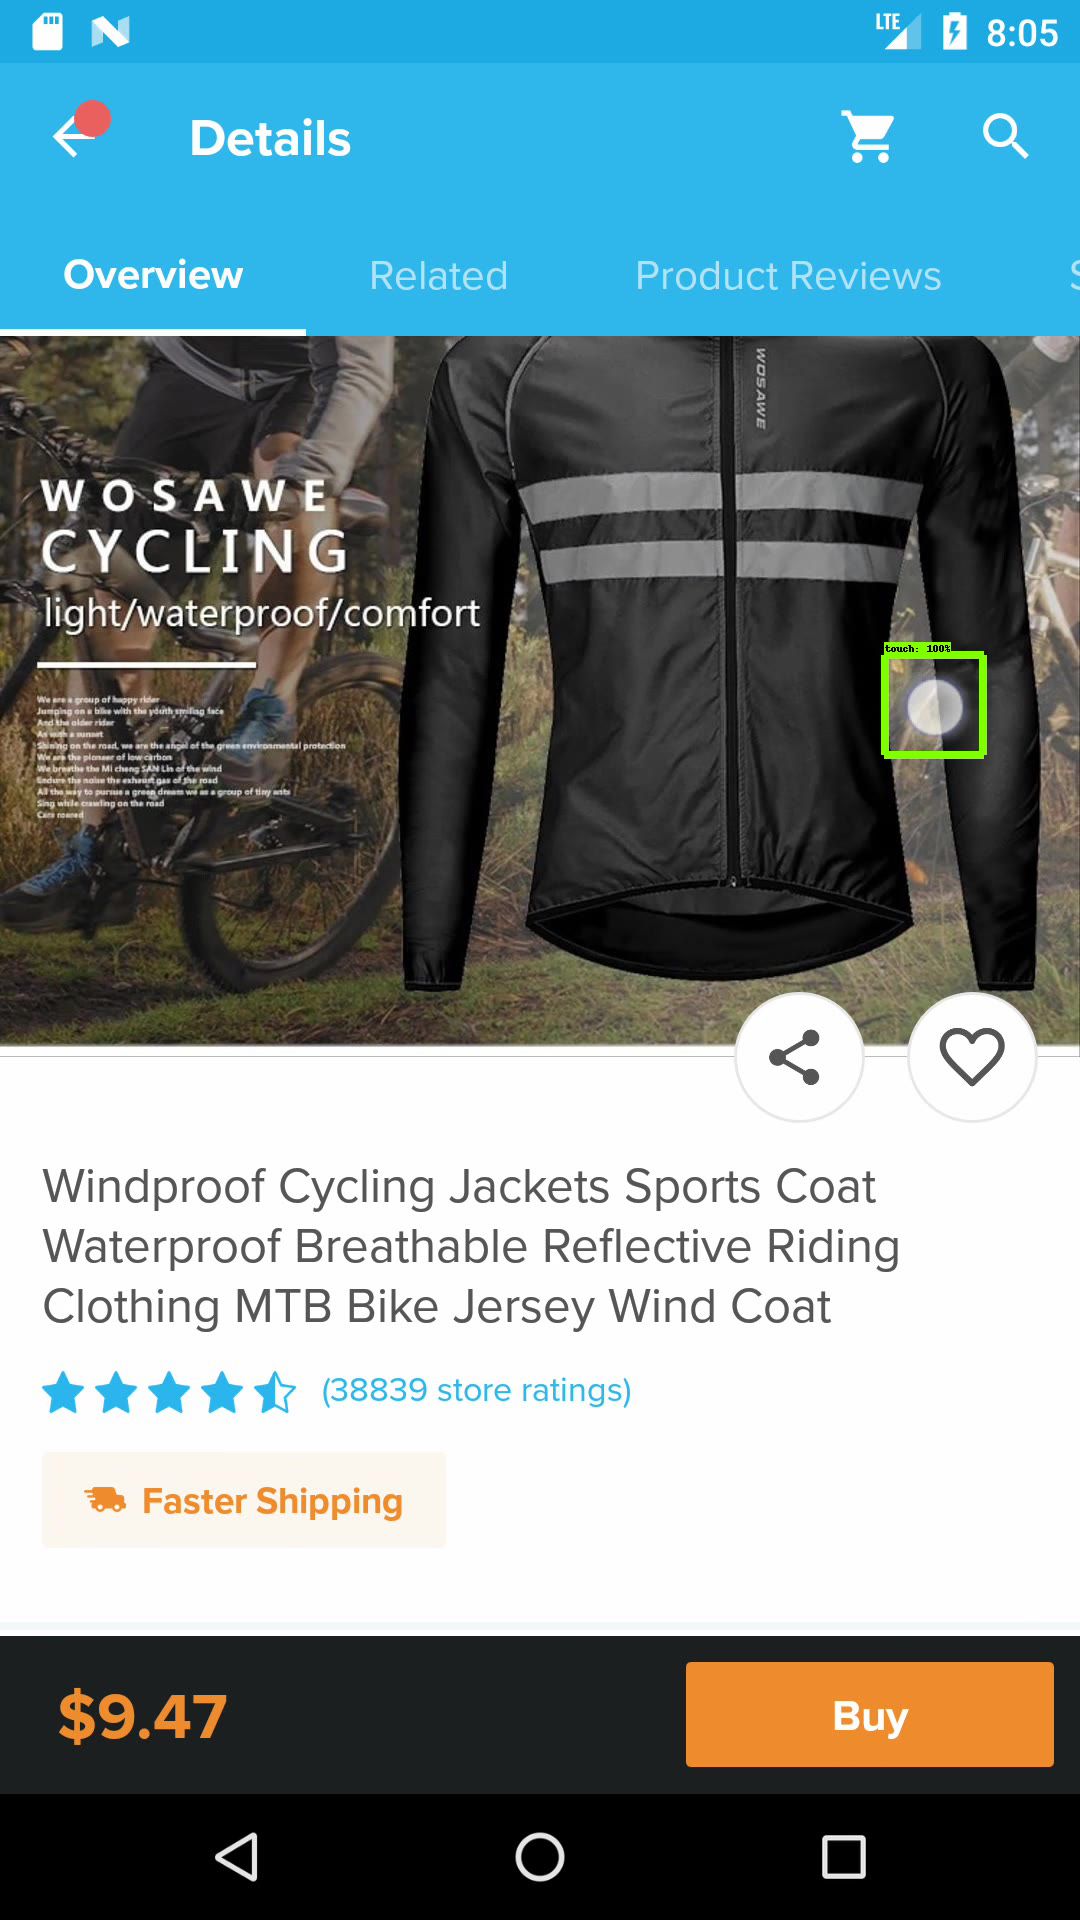 LTE 8:05
Details
Overview Related Product Reviews S
WOSAWE
WOSAWE
CYCLING
light/waterproof/comfort
touch: 100%
We are a group of happy rider
Jumping on a bike with the youth smiling face
And the older rider
As with a sunset
Shining on the road, we are the angel of the green environmental protection
We are the pioneer of low carbon
We breathe the Mi cheng SAN Lin of the wind
Endure the noise the exhaust gas of the road
All the way to pursue a green dream we as a group of tiny ants
Sing while crawling on the road
Cars roared
Windproof Cycling Jackets Sports Coat
Waterproof Breathable Reflective Riding
Clothing MTB Bike Jersey Wind Coat
(38839 store ratings)
Faster Shipping
$9.47
Buy